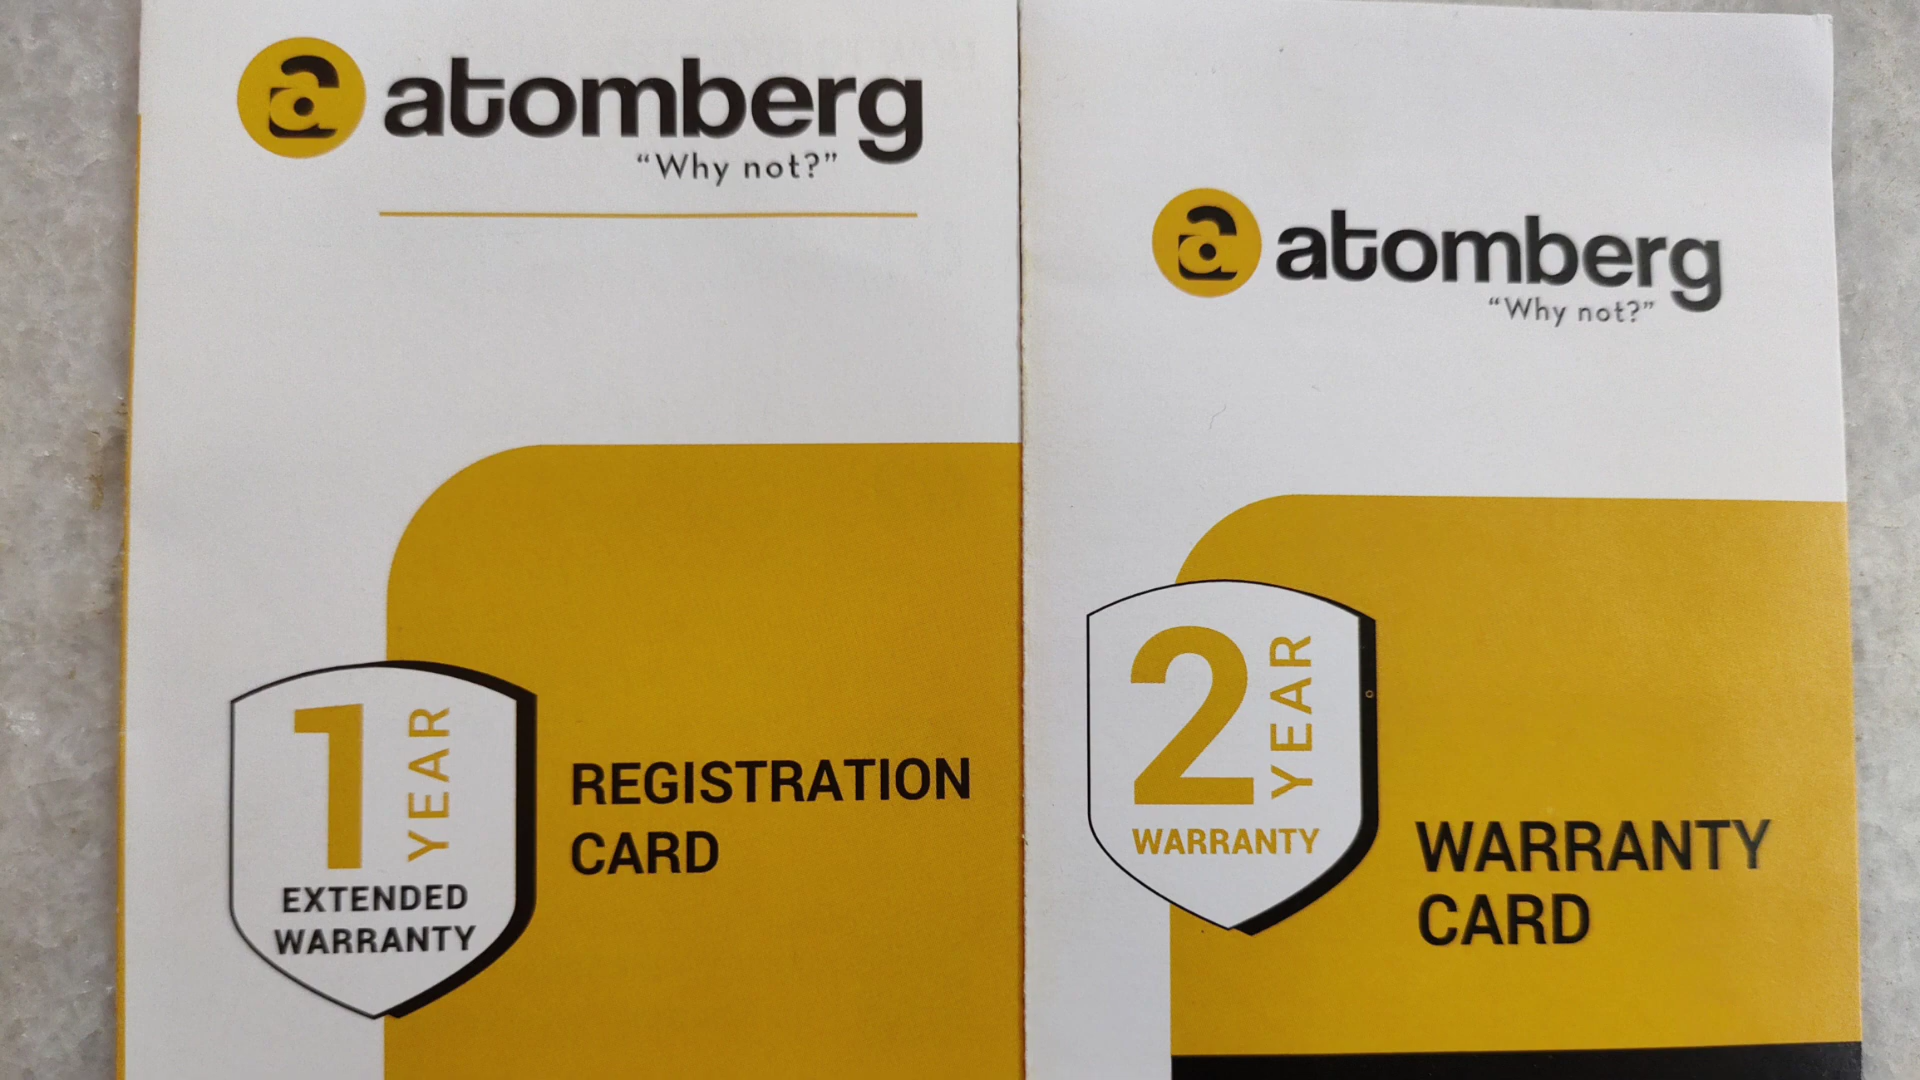 atomberg
"Why not?"
1 YEAR
EXTENDED
WARRANTY
REGISTRATION
CARD
atomberg
"Why not?"
2 YEAR
WARRANTY
WARRANTY
CARD